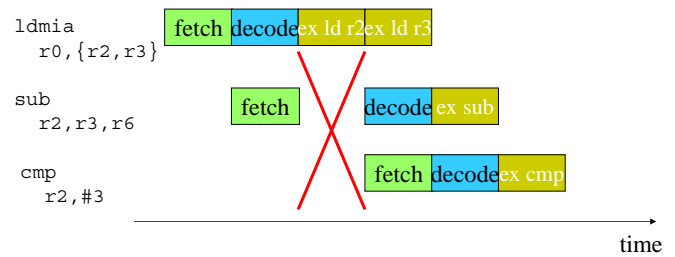 ldmia
r0,{r2,r3}
fetch decode ex ld r2 ex ld r3
sub
r2,r3,r6
fetch decode ex sub
cmp
r2,#3
fetch decode ex cmp
time